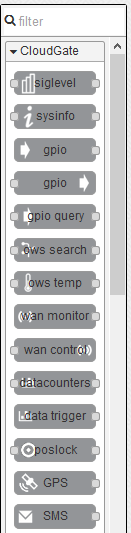 filter
CloudGate
siglevel
sysinfo
gpio
gpio
gpio query
ows search
ows temp
wan monitor
wan control
datacounters
data trigger
poslock
GPS
SMS